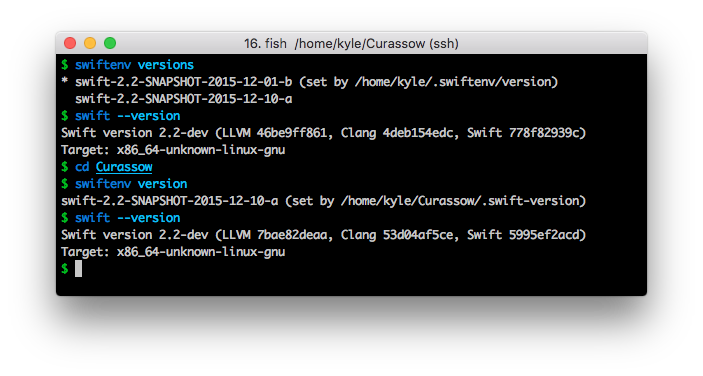 16. fish  /home/kyle/Curassow (ssh)
$ swiftenv versions
* swift-2.2-SNAPSHOT-2015-12-01-b (set by /home/kyle/.swiftenv/version)
  swift-2.2-SNAPSHOT-2015-12-10-a
$ swift --version
Swift version 2.2-dev (LLVM 46be9ff861, Clang 4deb154edc, Swift 778f82939c)
Target: x86_64-unknown-linux-gnu
$ cd Curassow
$ swiftenv version
swift-2.2-SNAPSHOT-2015-12-10-a (set by /home/kyle/Curassow/.swift-version)
$ swift --version
Swift version 2.2-dev (LLVM 7bae82deaa, Clang 53d04af5ce, Swift 5995ef2acd)
Target: x86_64-unknown-linux-gnu
$